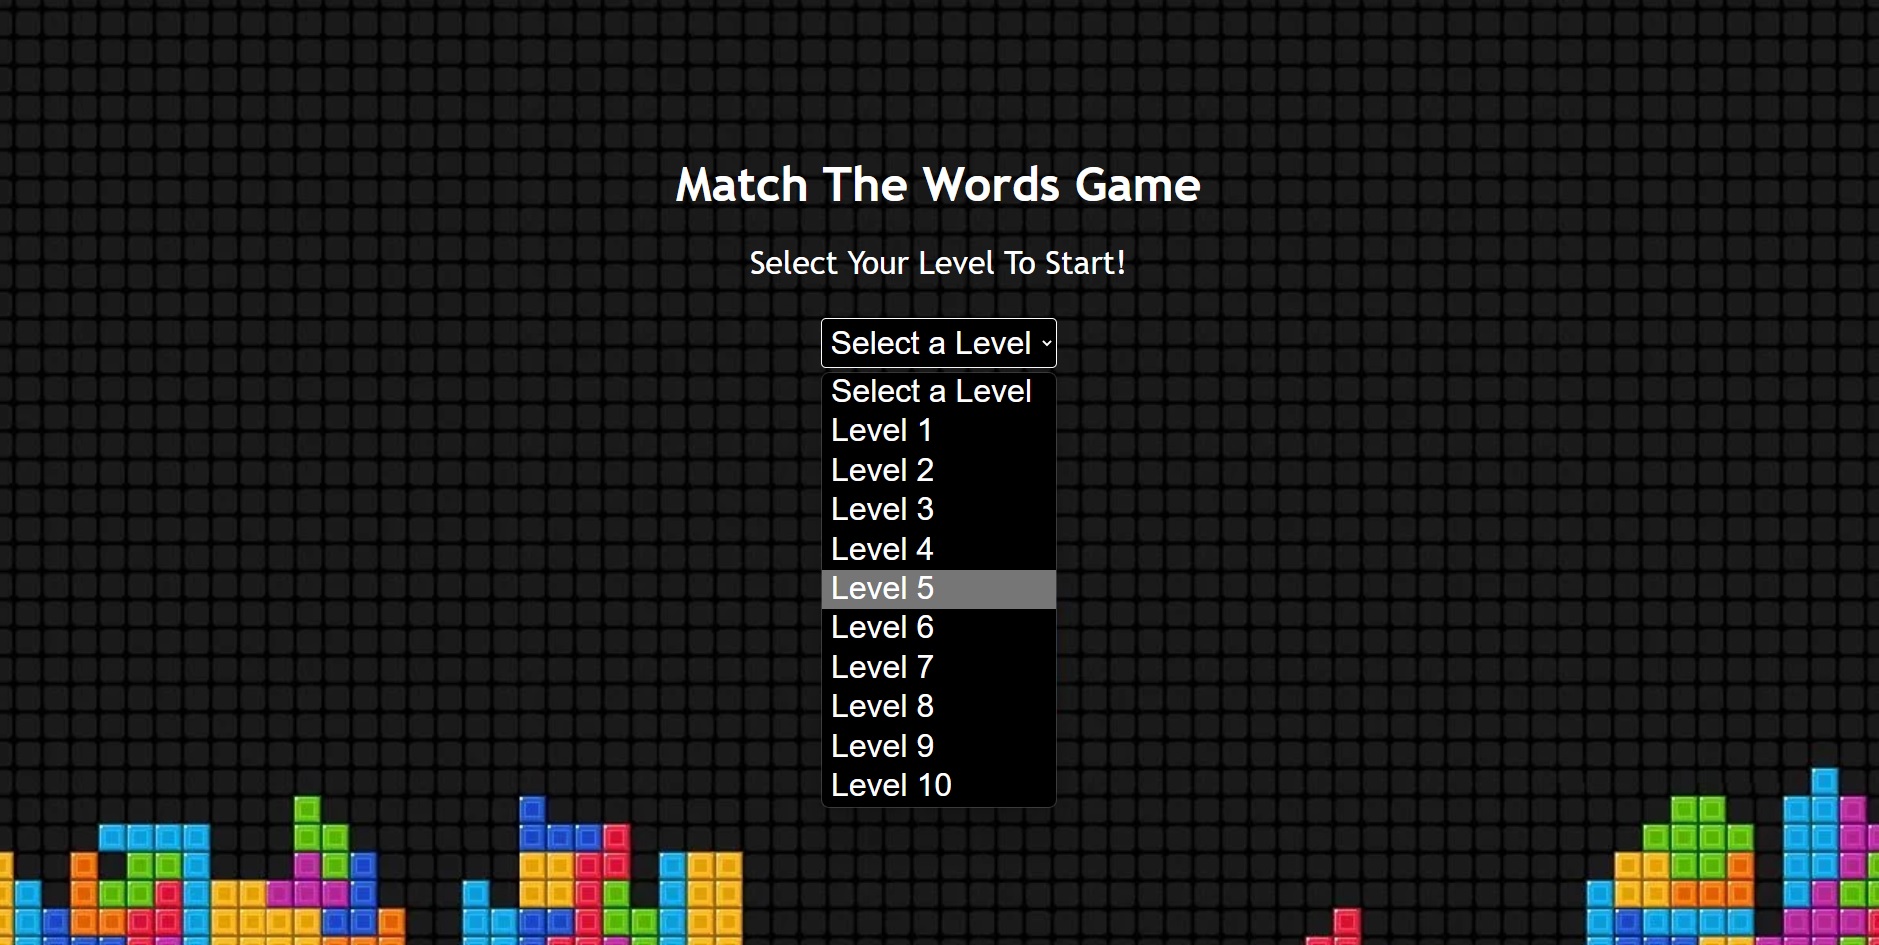 Match The Words Game
Select Your Level To Start!
Select a Level
Select a Level
Level 1
Level 2
Level 3
Level 4
Level 5
Level 6
Level 7
Level 8
Level 9
Level 10